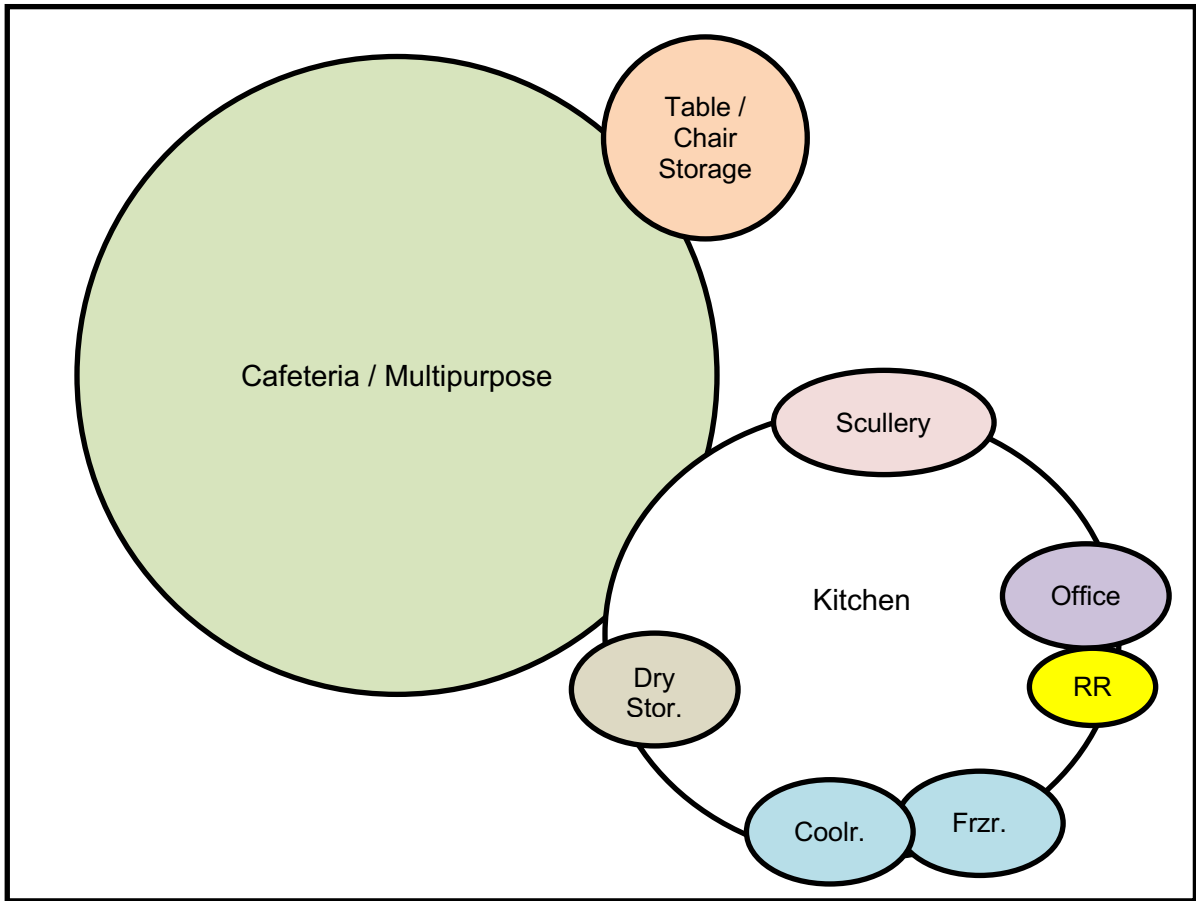 Table /
Chair
Storage
Cafeteria / Multipurpose
Scullery
Kitchen
Office
Dry
Stor.
RR
Coolr.
Frzr.